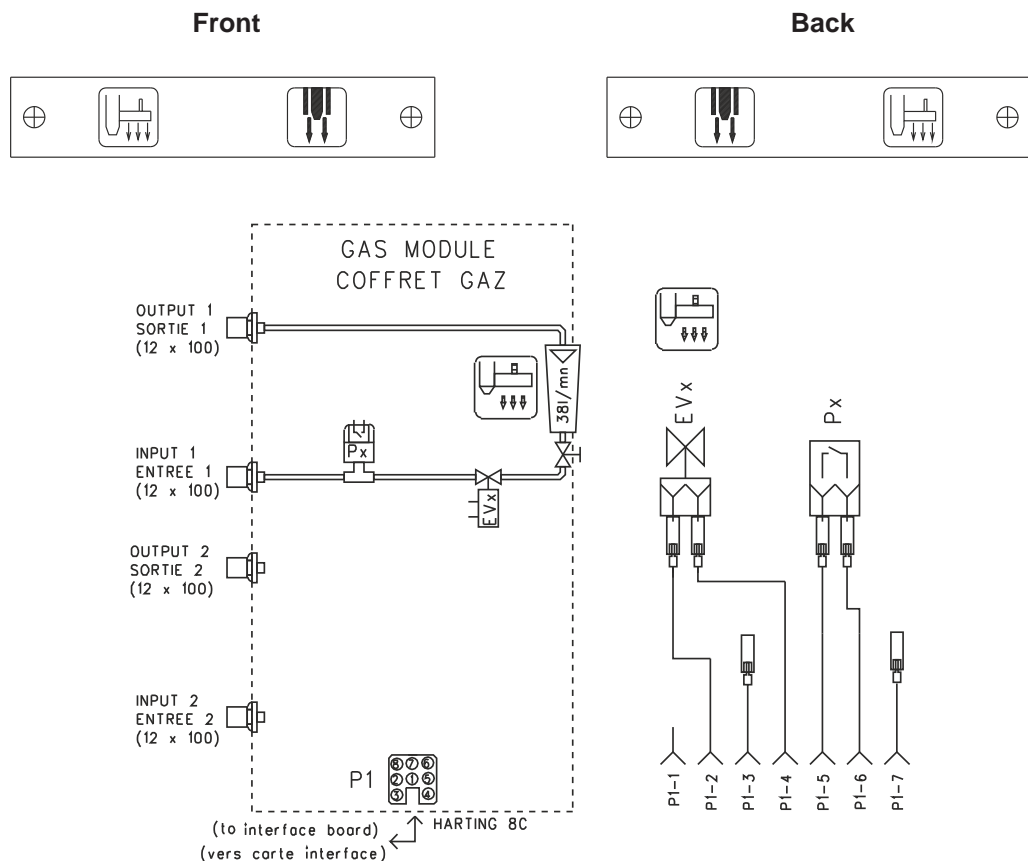 Front
Back
GAS MODULE
COFFRET GAZ
OUTPUT 1
SORTIE 1
(12 x 100)
38l/mn
EVx
Px
Px
INPUT 1
ENTREE 1
(12 x 100)
EVx
OUTPUT 2
SORTIE 2
(12 x 100)
INPUT 2
ENTREE 2
(12 x 100)
P1
8 7 6
2 1 5
3 4
HARTING 8C
(to interface board)
(vers carte interface)
P1-1
P1-2
P1-3
P1-4
P1-5
P1-6
P1-7